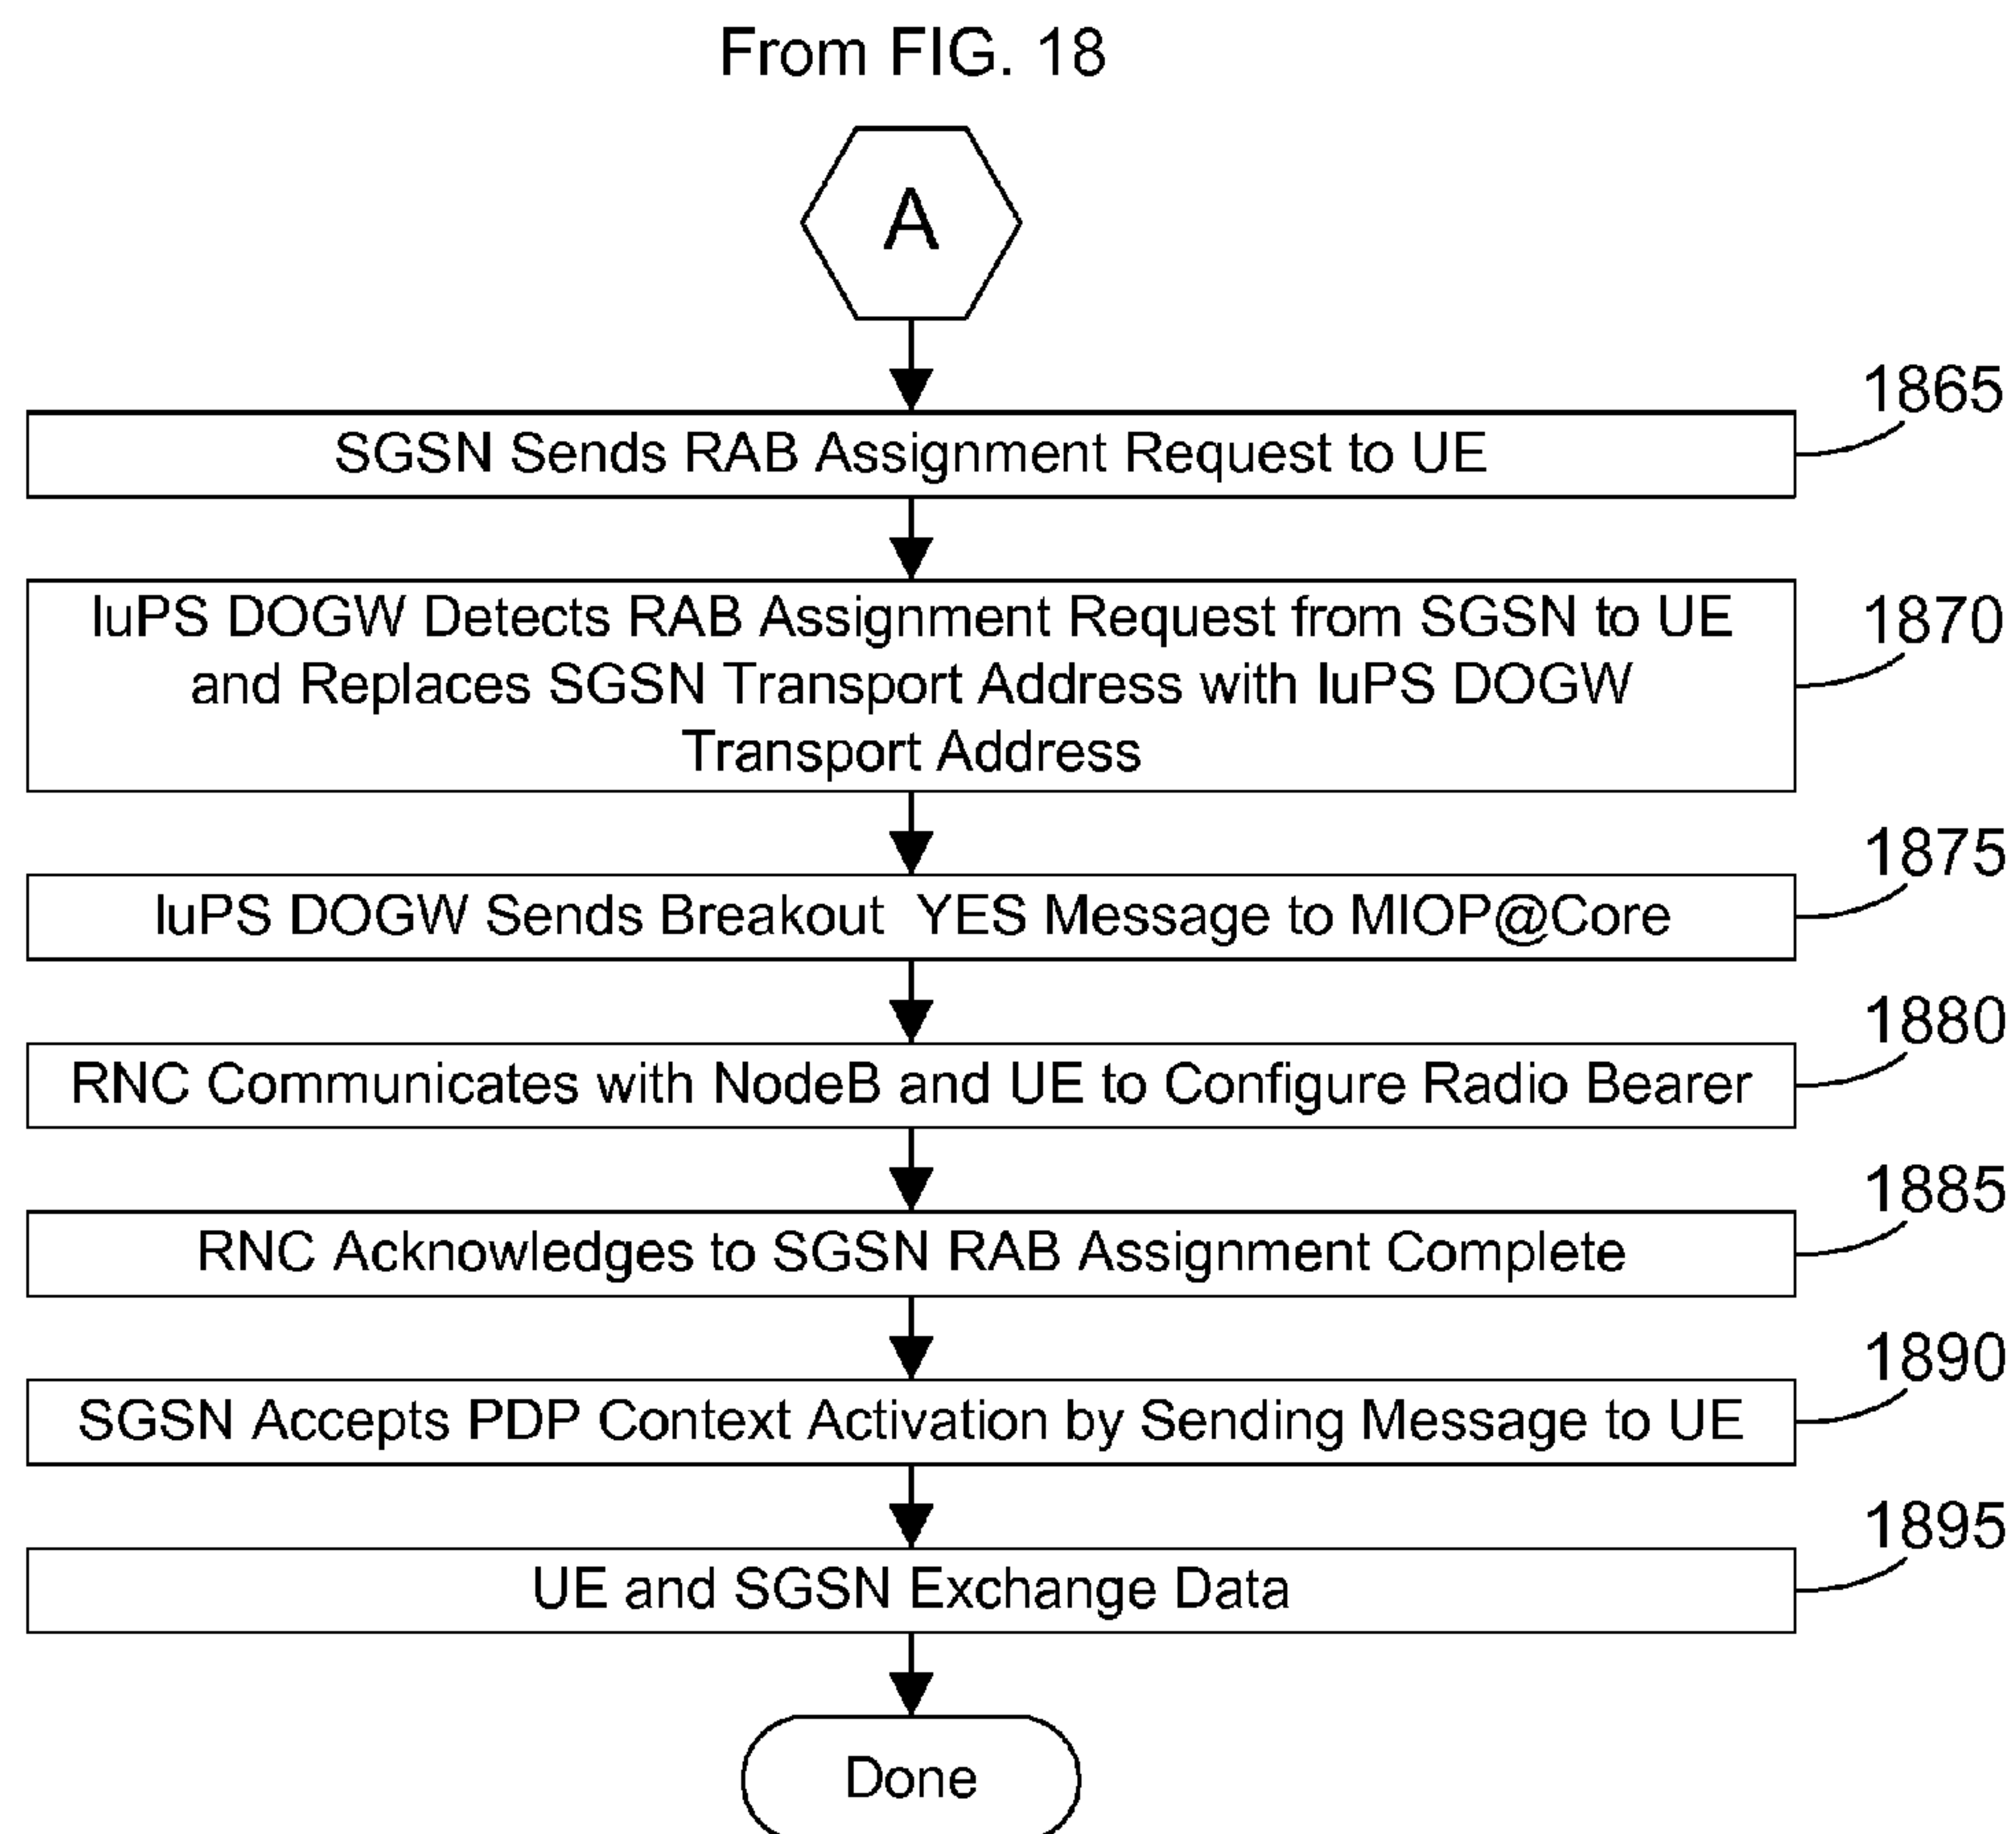 From FIG. 18
A
1865
SGSN Sends RAB Assignment Request to UE
1870
IuPS DOGW Detects RAB Assignment Request from SGSN to UE
and Replaces SGSN Transport Address with IuPS DOGW
Transport Address
1875
IuPS DOGW Sends Breakout YES Message to MIOP@Core
1880
RNC Communicates with NodeB and UE to Configure Radio Bearer
1885
RNC Acknowledges to SGSN RAB Assignment Complete
1890
SGSN Accepts PDP Context Activation by Sending Message to UE
1895
UE and SGSN Exchange Data
Done